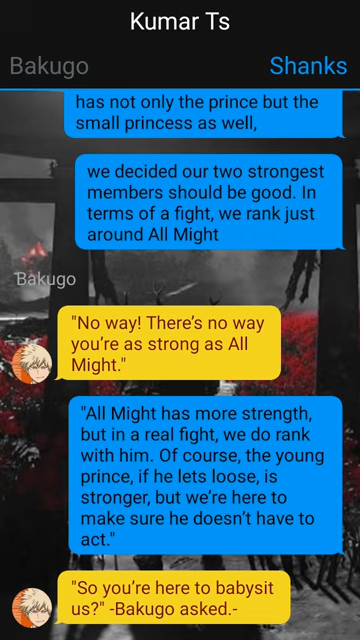 Kumar Ts
Bakugo
Shanks
has not only the prince but the
small princess as well,
we decided our two strongest
members should be good. In
terms of a fight, we rank just
around All Might
Bakugo
"No way! There's no way
you're as strong as All
Might."
"All Might has more strength,
but in a real fight, we do rank
with him. Of course, the young
prince, if he lets loose, is
stronger, but we're here to
make sure he doesn't have to
act."
"So you're here to babysit
us?" -Bakugo asked.-